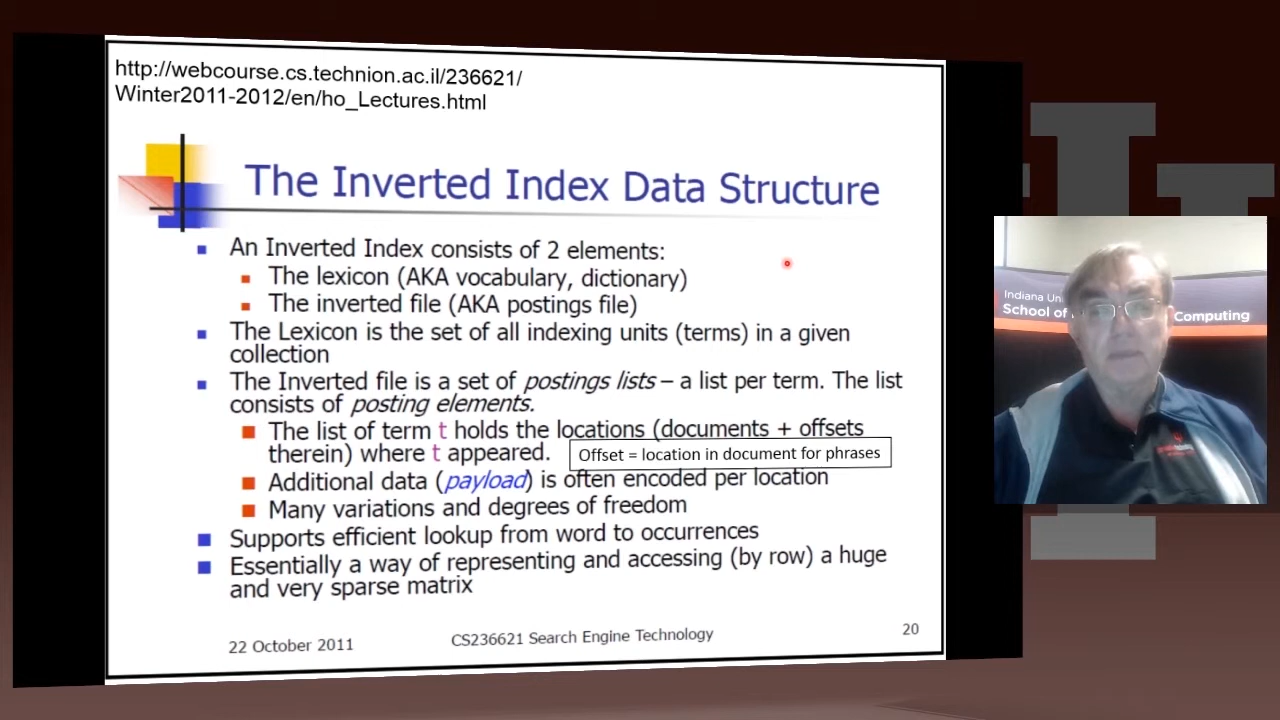 http://webcourse.cs.technion.ac.il/236621/
Winter2011-2012/en/ho_Lectures.html
The Inverted Index Data Structure
An Inverted Index consists of 2 elements:
The lexicon (AKA vocabulary, dictionary)
The inverted file (AKA postings file)
The Lexicon is the set of all indexing units (terms) in a given
collection
The Inverted file is a set of postings lists – a list per term. The list
consists of posting elements.
The list of term t holds the locations (documents + offsets
therein) where t appeared.
Offset = location in document for phrases
Additional data (payload) is often encoded per location
Many variations and degrees of freedom
Supports efficient lookup from word to occurrences
Essentially a way of representing and accessing (by row) a huge
and very sparse matrix
22 October 2011
CS236621 Search Engine Technology
20
Indiana Uni
School of
Computing